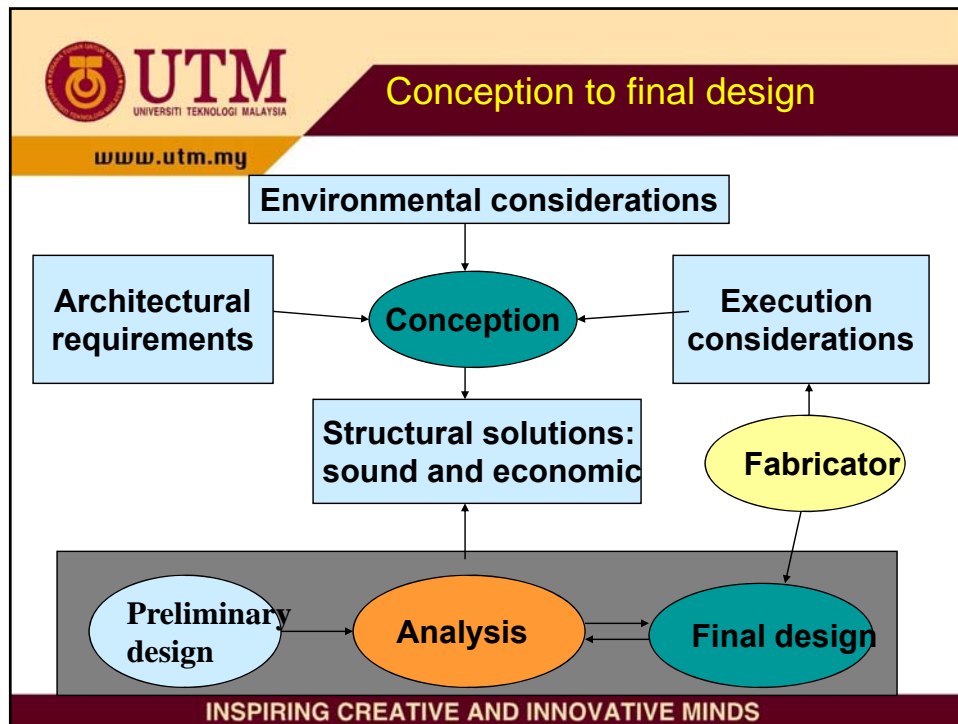 UTM
UNIVERSITI TEKNOLOGI MALAYSIA
Conception to final design
www.utm.my
Environmental considerations
Architectural
requirements
Conception
Execution
considerations
Structural solutions:
sound and economic
Fabricator
Preliminary
design
Analysis
Final design
INSPIRING CREATIVE AND INNOVATIVE MINDS